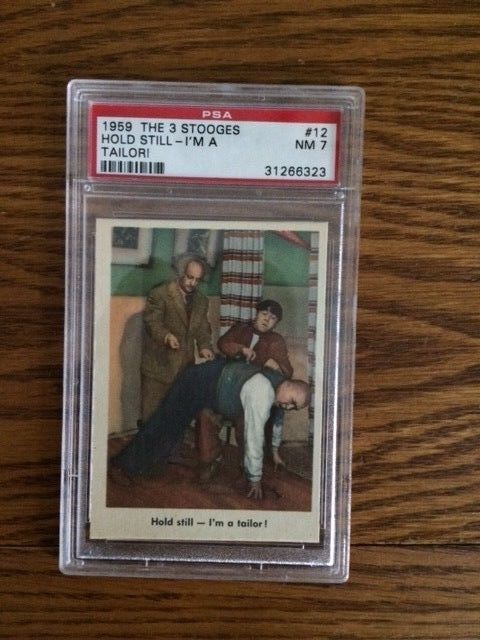 PSA
1959 THE 3 STOOGES #12
HOLD STILL - I'M A NM 7
TAILOR!
31266323
Hold still — I'm a tailor!